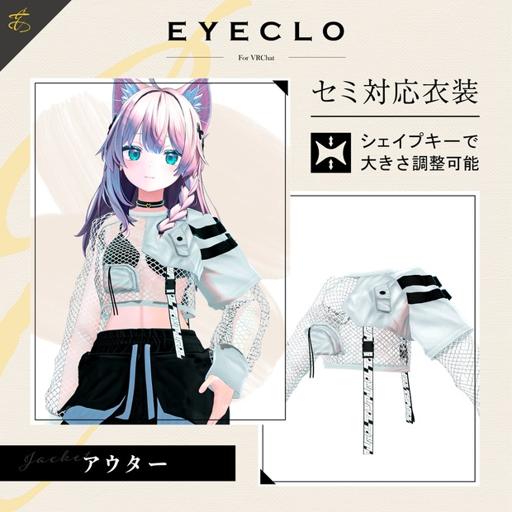 EYECLO
For VRChat
セミ対応衣装
シェイプキーで
大きさ調整可能
Jacket
アウター